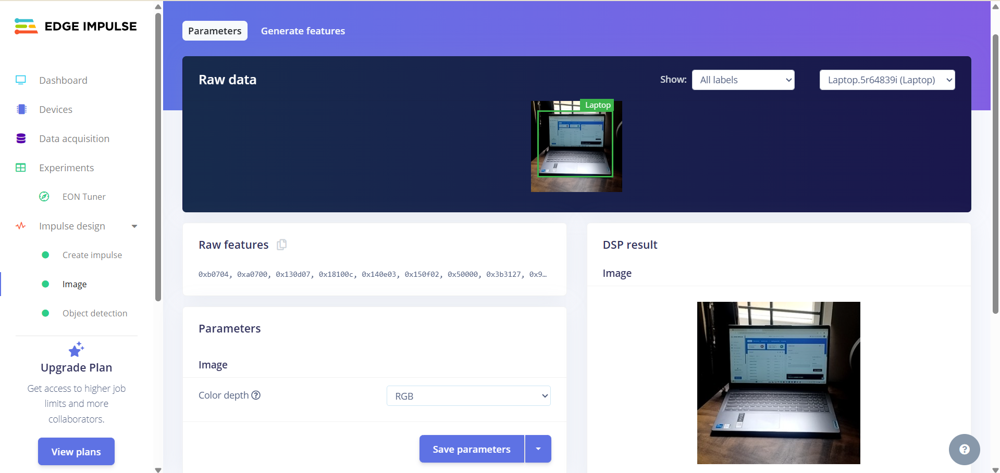 EDGE IMPULSE
Dashboard
Devices
Data acquisition
Experiments
EON Tuner
Impulse design
Create impulse
Image
Object detection
Upgrade Plan
Get access to higher job
limits and more
collaborators.
View plans
Parameters
Generate features
Raw data
Show:
All labels
Laptop.5r64839i (Laptop)
Laptop
Raw features
0xb0704, 0xa0700, 0x130d07, 0x18100c, 0x140e03, 0x150f02, 0x50000, 0x3b3127, 0x9…
Parameters
Image
Color depth
RGB
Save parameters
DSP result
Image